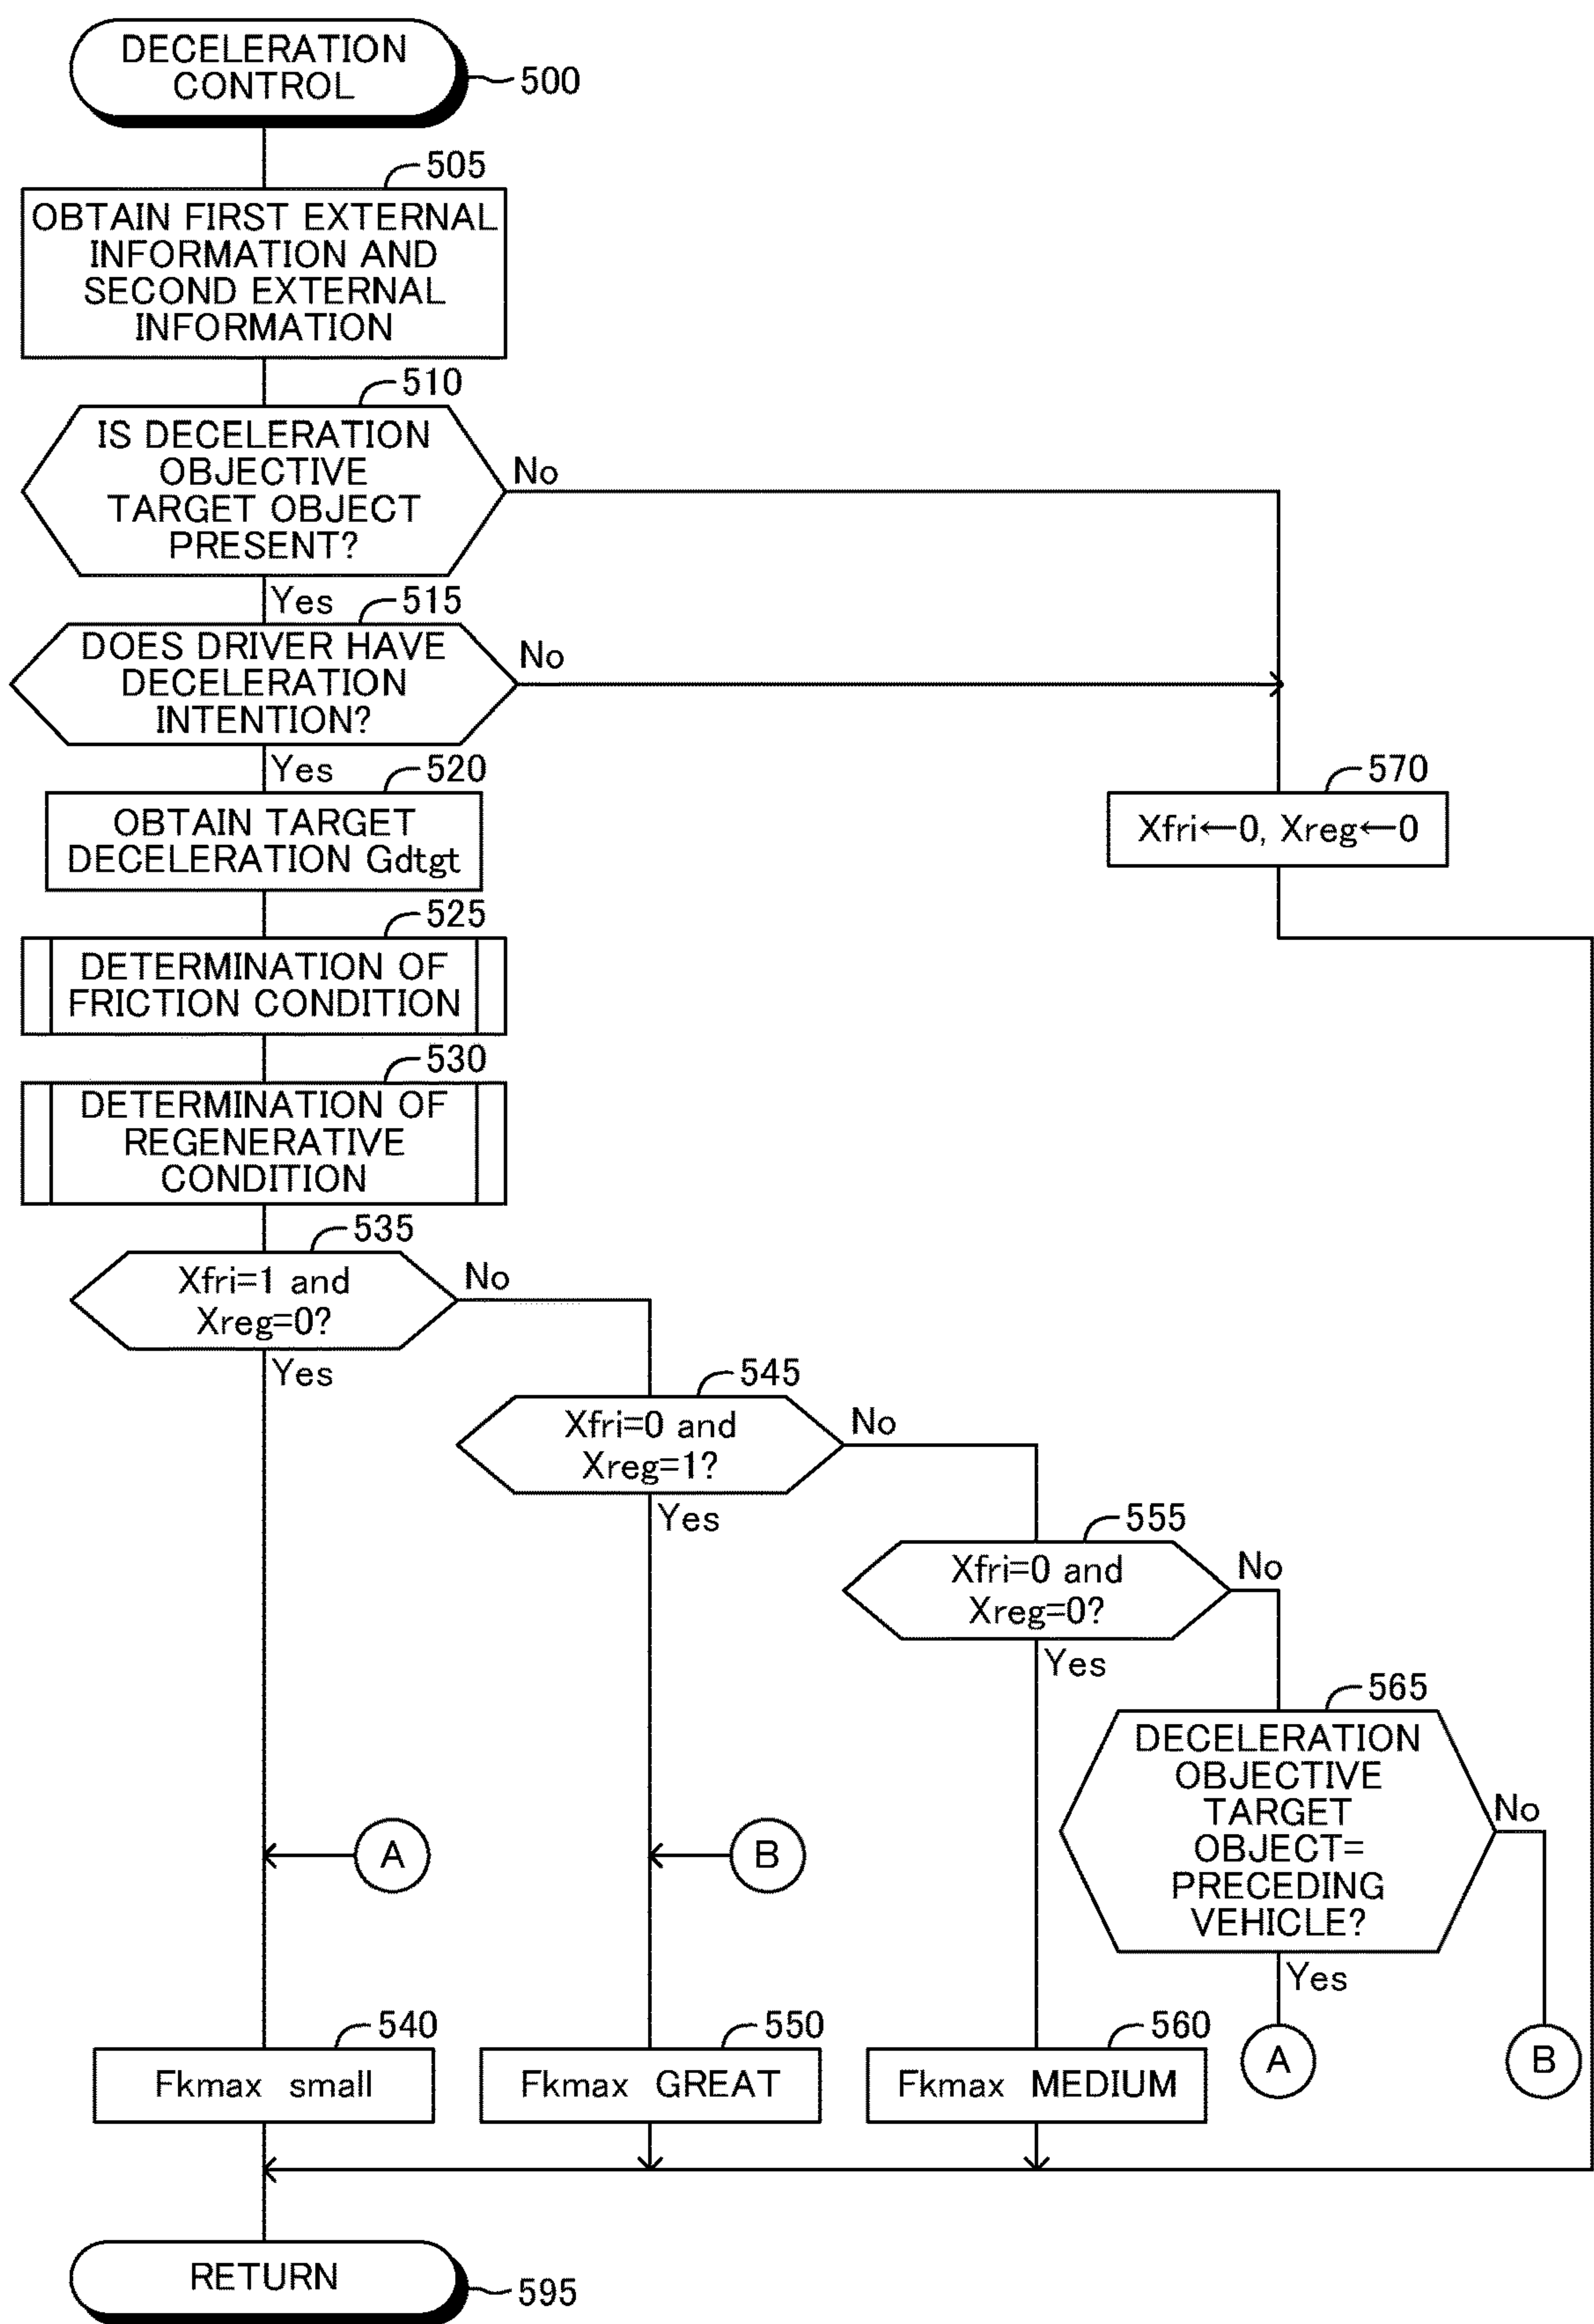 DECELERATION
CONTROL
500
505
OBTAIN FIRST EXTERNAL
INFORMATION AND
SECOND EXTERNAL
INFORMATION
510
IS DECELERATION
OBJECTIVE
TARGET OBJECT
PRESENT?
No
Yes
515
DOES DRIVER HAVE
DECELERATION
INTENTION?
No
Yes
520
OBTAIN TARGET
DECELERATION Gdtgt
570
Xfri←0, Xreg←0
525
DETERMINATION OF
FRICTION CONDITION
530
DETERMINATION OF
REGENERATIVE
CONDITION
535
Xfri=1 and
Xreg=0?
No
Yes
545
Xfri=0 and
Xreg=1?
No
Yes
555
Xfri=0 and
Xreg=0?
No
Yes
565
DECELERATION
OBJECTIVE
TARGET
OBJECT=
PRECEDING
VEHICLE?
No
Yes
A
B
540
Fkmax small
550
Fkmax GREAT
560
Fkmax MEDIUM
A
B
RETURN
595